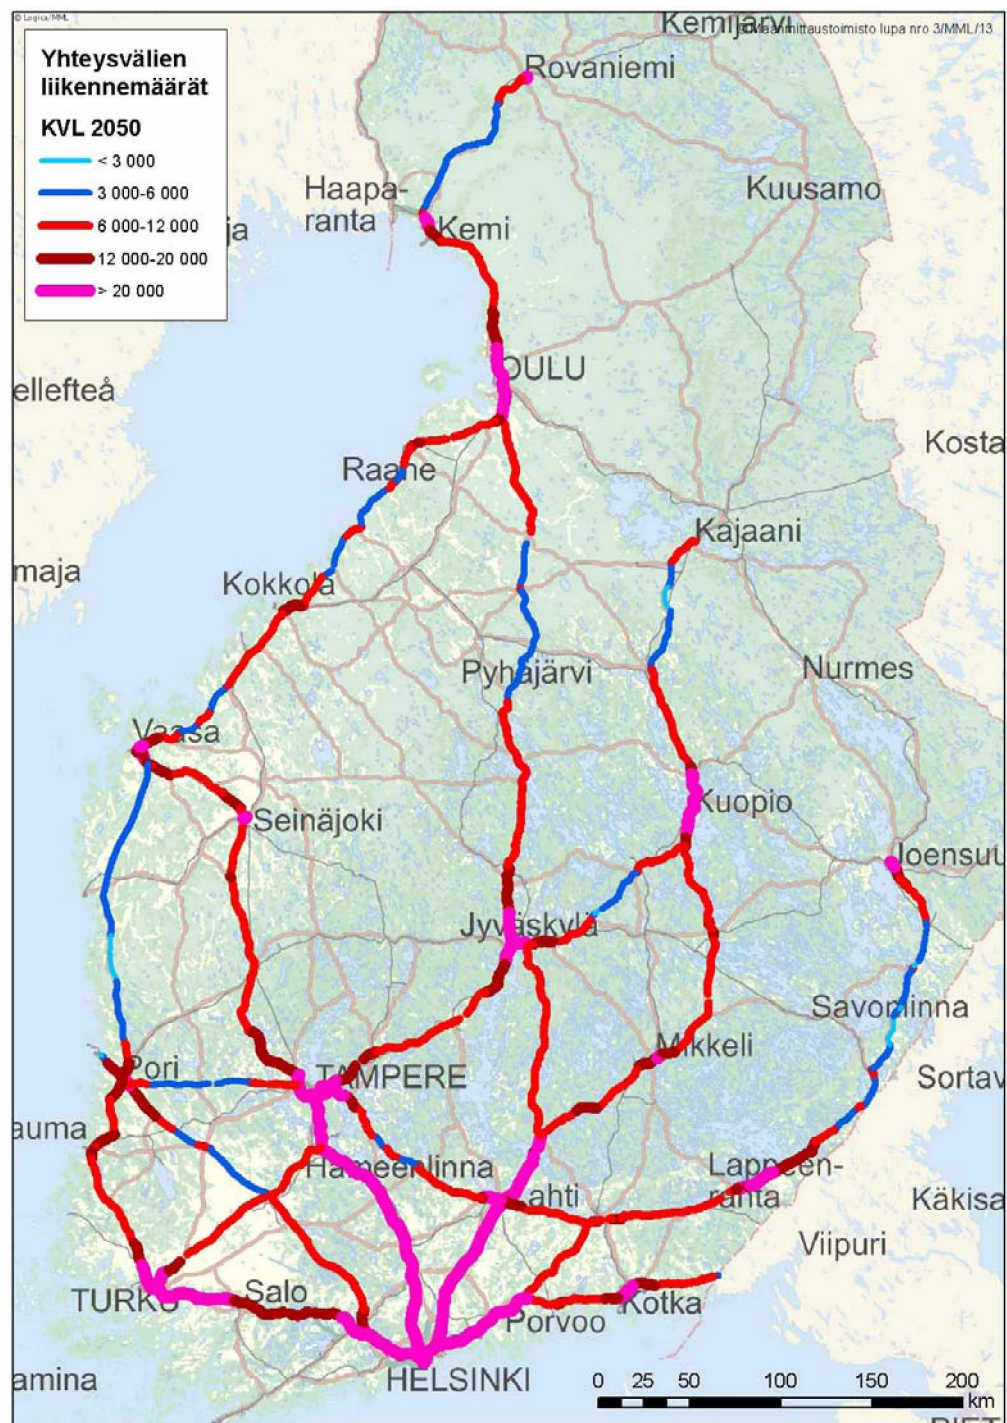 © Logica/MML
Kemijärvi
©Maanmittaustoimisto lupa nro 3/MML/13
Yhteysvälien
liikennemäärät
KVL 2050
< 3 000
3 000-6 000
6 000-12 000
12 000-20 000
> 20 000
Rovaniemi
Haapa-
ranta
Kuusamo
ja
Kemi
OULU
ellefteå
Kosta
Raahe
Kajaani
maja
Kokkola
Pyhäjärvi
Nurmes
Vaasa
Kuopio
Seinäjoki
Joensuu
Jyväskylä
Savonlinna
Mikkeli
Pori
TAMPERE
Sortav
auma
Hämeenlinna
Lappeen-
ranta
Lahti
Käkisa
Viipuri
TURKU
Salo
Kotka
Porvoo
amina
HELSINKI
0 25 50 100 150 200
km